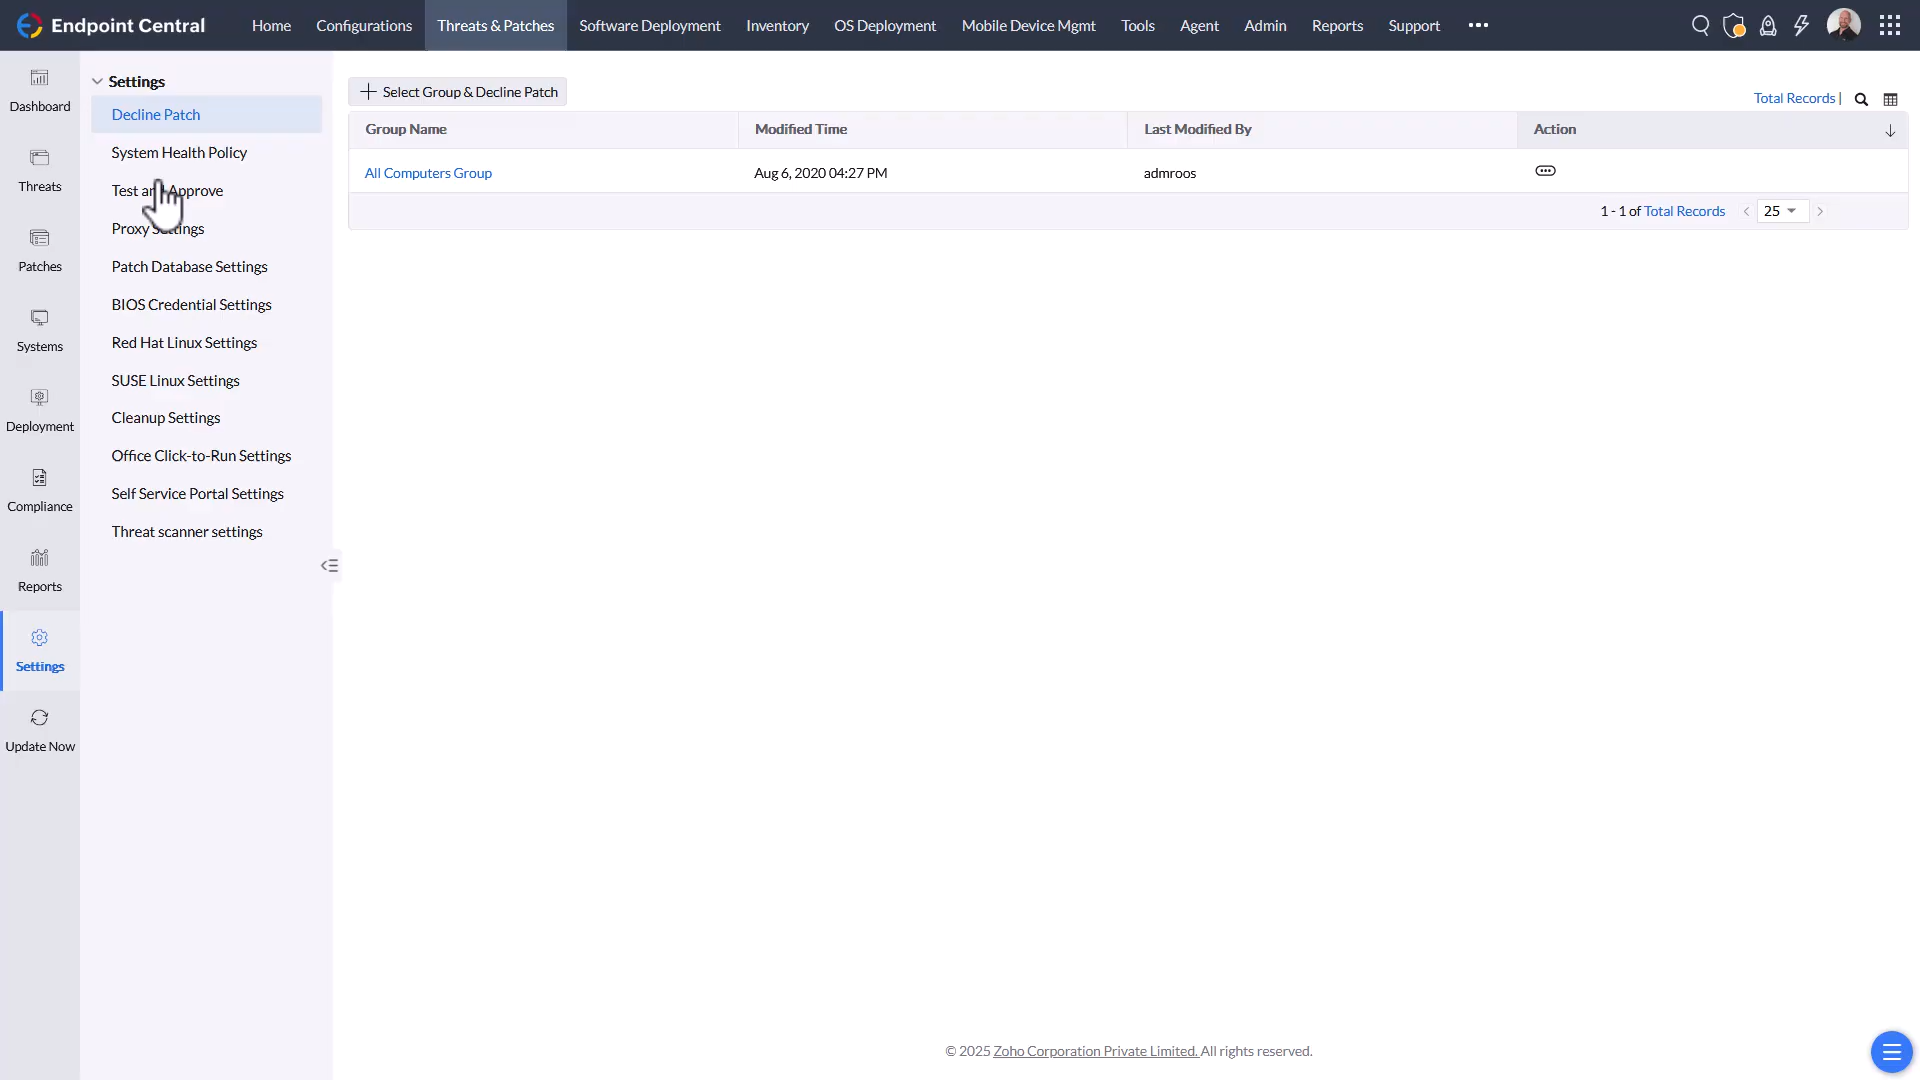 Endpoint Central
Home
Configurations
Threats & Patches
Software Deployment
Inventory
OS Deployment
Mobile Device Mgmt
Tools
Agent
Admin
Reports
Support
Dashboard
Threats
Patches
Systems
Deployment
Compliance
Reports
Settings
Update Now
Settings
Decline Patch
System Health Policy
Test and Approve
Proxy Settings
Patch Database Settings
BIOS Credential Settings
Red Hat Linux Settings
SUSE Linux Settings
Cleanup Settings
Office Click-to-Run Settings
Self Service Portal Settings
Threat scanner settings
Select Group & Decline Patch
Total Records |
Group Name
Modified Time
Last Modified By
Action
All Computers Group
Aug 6, 2020 04:27 PM
admroos
1 - 1 of Total Records
25
© 2025 Zoho Corporation Private Limited. All rights reserved.